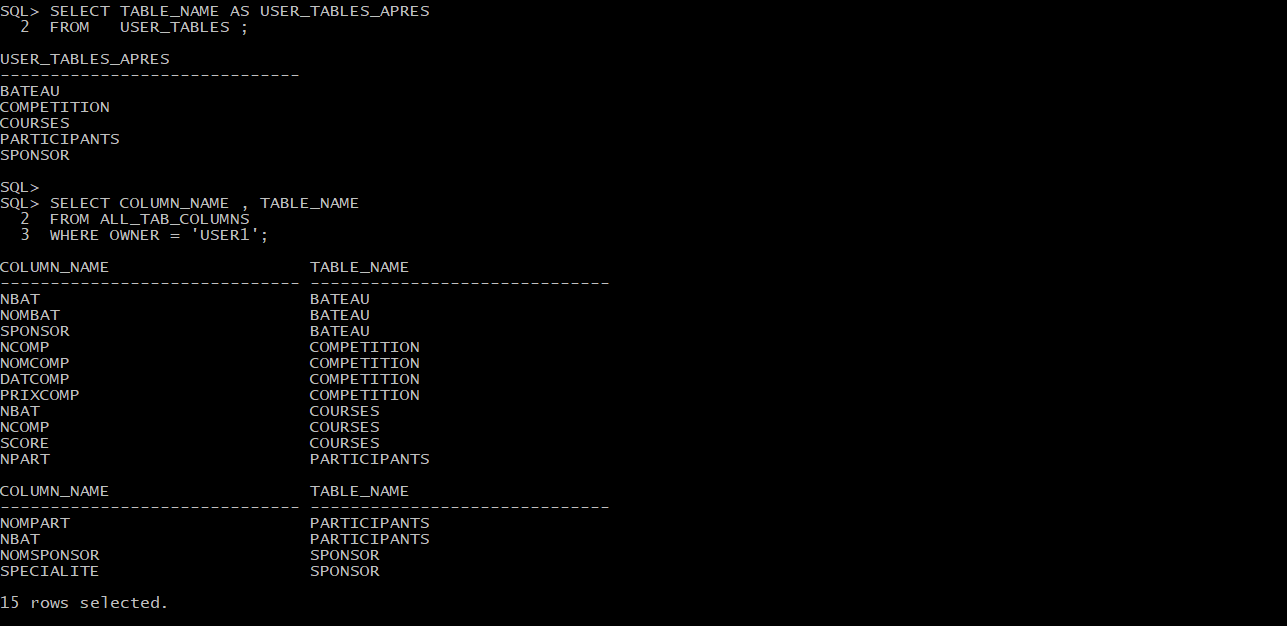 SQL> SELECT TABLE_NAME AS USER_TABLES_APRES
  2  FROM   USER_TABLES ;

USER_TABLES_APRES
------------------------------
BATEAU
COMPETITION
COURSES
PARTICIPANTS
SPONSOR

SQL>
SQL> SELECT COLUMN_NAME , TABLE_NAME
  2  FROM ALL_TAB_COLUMNS
  3  WHERE OWNER = 'USER1';

COLUMN_NAME                    TABLE_NAME
------------------------------ ------------------------------
NBAT                           BATEAU
NOMBAT                         BATEAU
SPONSOR                        BATEAU
NCOMP                          COMPETITION
NOMCOMP                        COMPETITION
DATCOMP                        COMPETITION
PRIXCOMP                       COMPETITION
NBAT                           COURSES
NCOMP                          COURSES
SCORE                          COURSES
NPART                          PARTICIPANTS

COLUMN_NAME                    TABLE_NAME
------------------------------ ------------------------------
NOMPART                        PARTICIPANTS
NBAT                           PARTICIPANTS
NOMSPONSOR                     SPONSOR
SPECIALITE                     SPONSOR

15 rows selected.